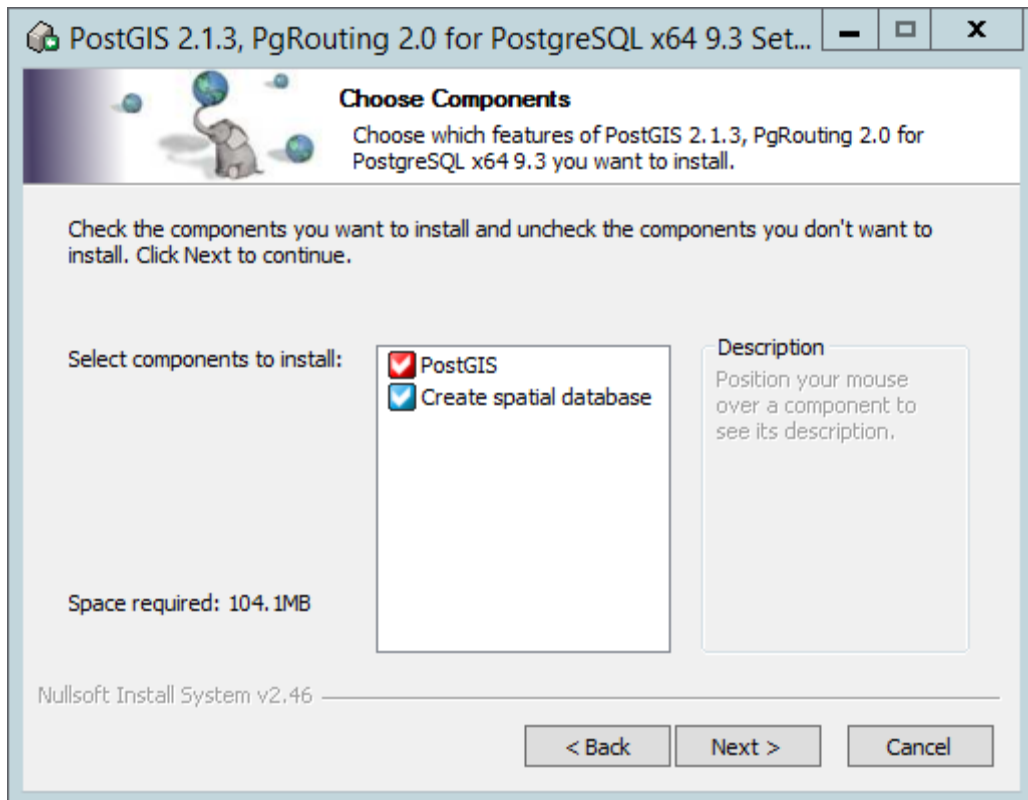 PostGIS 2.1.3, PgRouting 2.0 for PostgreSQL x64 9.3 Set...
Choose Components
Choose which features of PostGIS 2.1.3, PgRouting 2.0 for
PostgreSQL x64 9.3 you want to install.
Check the components you want to install and uncheck the components you don't want to
install. Click Next to continue.
Select components to install:
PostGIS
Create spatial database
Description
Position your mouse
over a component to
see its description.
Space required: 104.1MB
Nullsoft Install System v2.46
< Back
Next >
Cancel